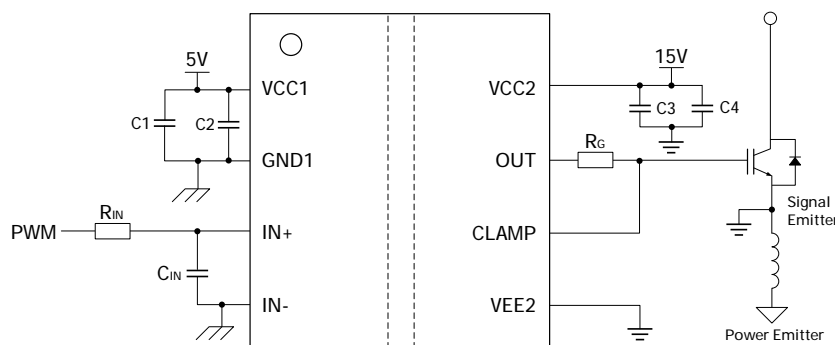 5V
VCC1
C1
C2
GND1
RIN
PWM
IN+
CIN
IN-
15V
VCC2
C3
C4
RG
OUT
CLAMP
VEE2
Signal
Emitter
Power Emitter